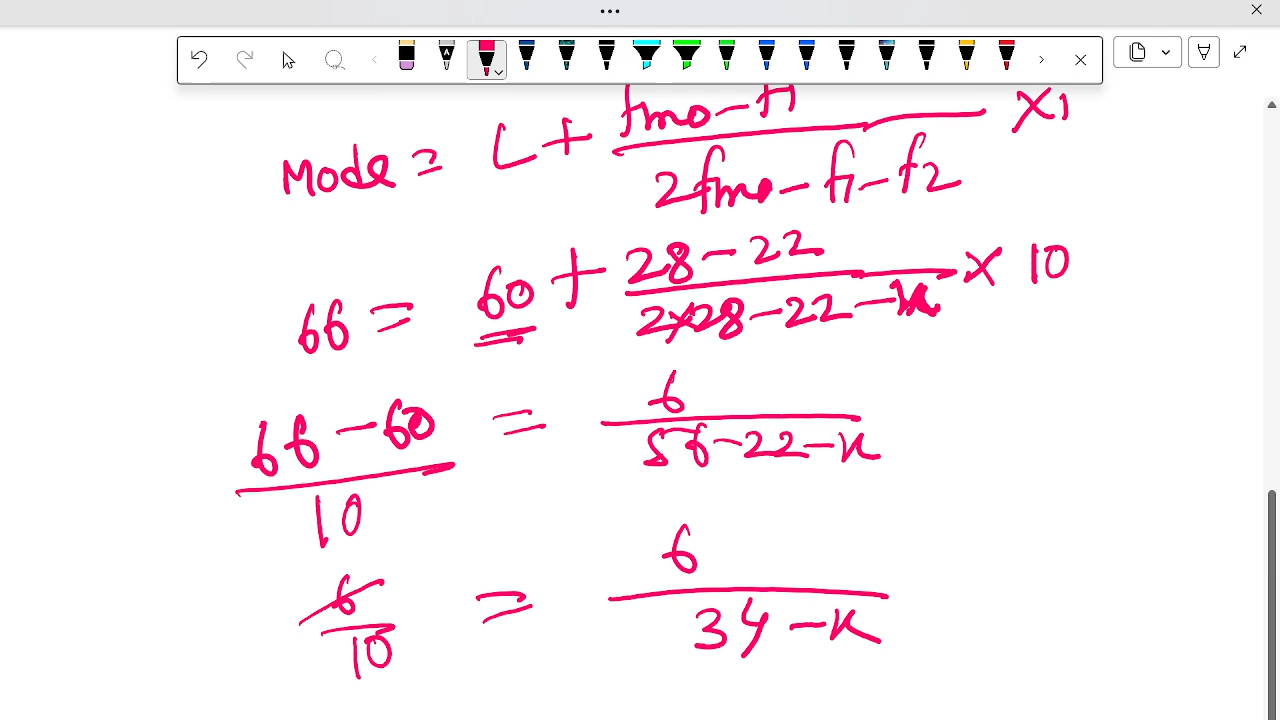 Mode = L + fmo - f1 / 2fmo - f1 - f2 × i
66 = 60 + 28 - 22 / 2×28 - 22 - x × 10
66 - 60 / 10 = 6 / 56 - 22 - x
6 / 10 = 6 / 34 - x